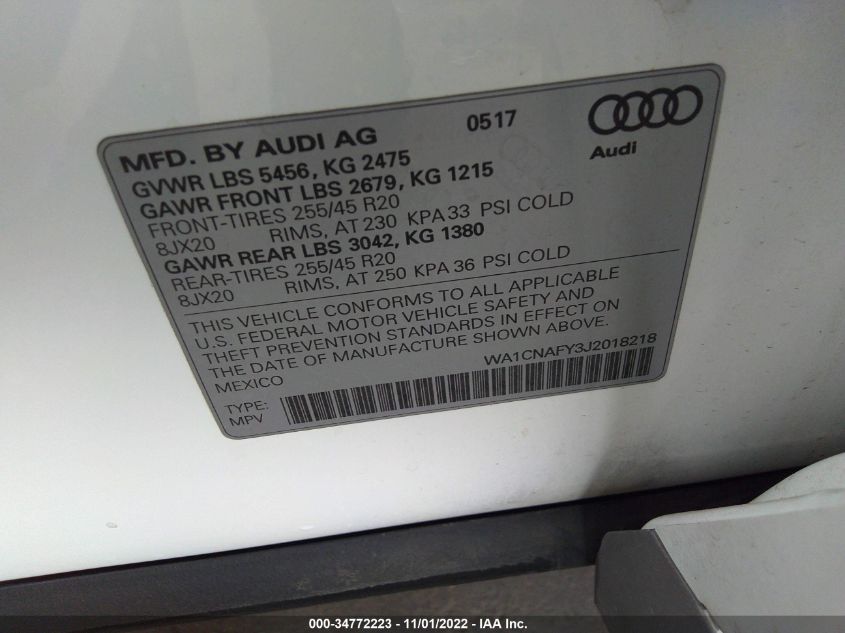 MFD. BY AUDI AG 0517
Audi
GVWR LBS 5456, KG 2475
GAWR FRONT LBS 2679, KG 1215
FRONT-TIRES 255/45 R20
8JX20 RIMS, AT 230 KPA 33 PSI COLD
GAWR REAR LBS 3042, KG 1380
REAR-TIRES 255/45 R20
8JX20 RIMS, AT 250 KPA 36 PSI COLD
THIS VEHICLE CONFORMS TO ALL APPLICABLE
U.S. FEDERAL MOTOR VEHICLE SAFETY AND
THEFT PREVENTION STANDARDS IN EFFECT ON
THE DATE OF MANUFACTURE SHOWN ABOVE.
MEXICO WA1CNAFY3J2018218
TYPE:
MPV
000-34772223 - 11/01/2022 - IAA Inc.